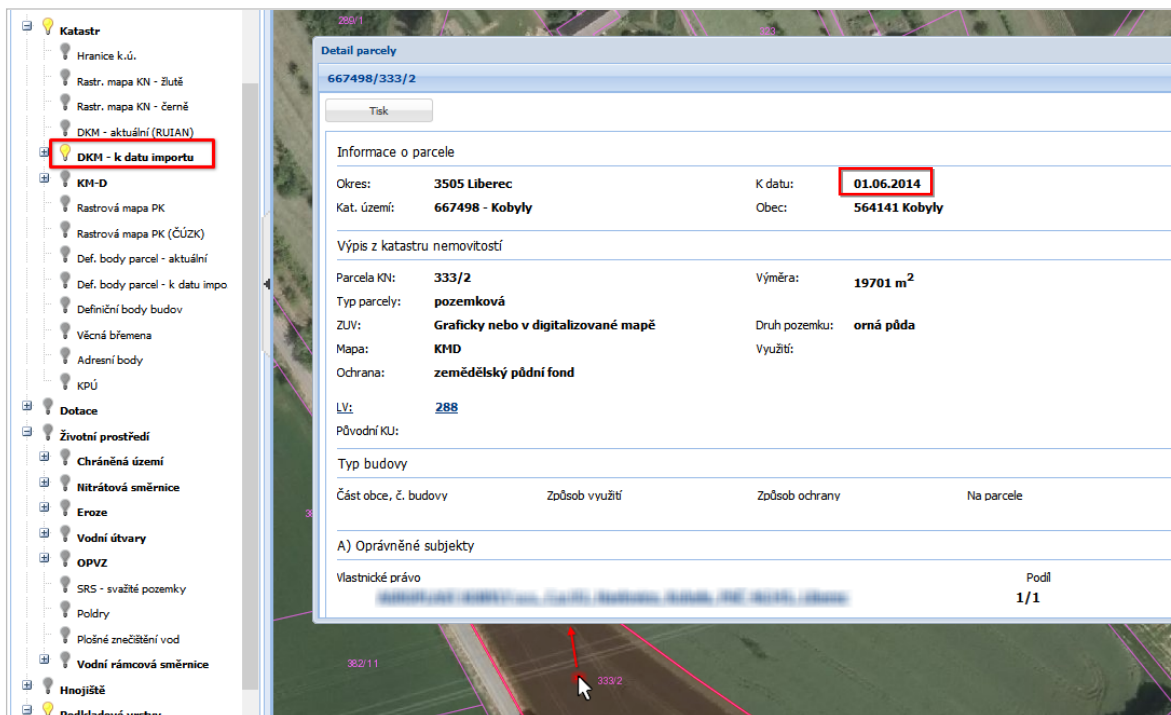 Katastr
Hranice k.ú.
Rastr. mapa KN - žlutě
Rastr. mapa KN - černě
DKM - aktuální (RUIAN)
DKM - k datu importu
KM-D
Rastrová mapa PK
Rastrová mapa PK (ČÚZK)
Def. body parcel - aktuální
Def. body parcel - k datu impo
Definiční body budov
Věcná břemena
Adresní body
KPÚ
Dotace
Životní prostředí
Chráněná území
Nitrátová směrnice
Eroze
Vodní útvary
OPVZ
SRS - svažité pozemky
Poldry
Plošné znečištění vod
Vodní rámcová směrnice
Hnojiště
Podkladové vrstvy
289/1
Detail parcely
667498/333/2
Tisk
Informace o parcele
Okres: 3505 Liberec K datu: 01.06.2014
Kat. území: 667498 - Kobyly Obec: 564141 Kobyly
Výpis z katastru nemovitostí
Parcela KN: 333/2 Výměra: 19701 m²
Typ parcely: pozemková
ZUV: Graficky nebo v digitalizované mapě Druh pozemku: orná půda
Mapa: KMD Využití:
Ochrana: zemědělský půdní fond
LV: 288
Původní KU:
Typ budovy
Část obce, č. budovy Způsob využití Způsob ochrany Na parcele
A) Oprávněné subjekty
Vlastnické právo Podíl
1/1
382/11
333/2